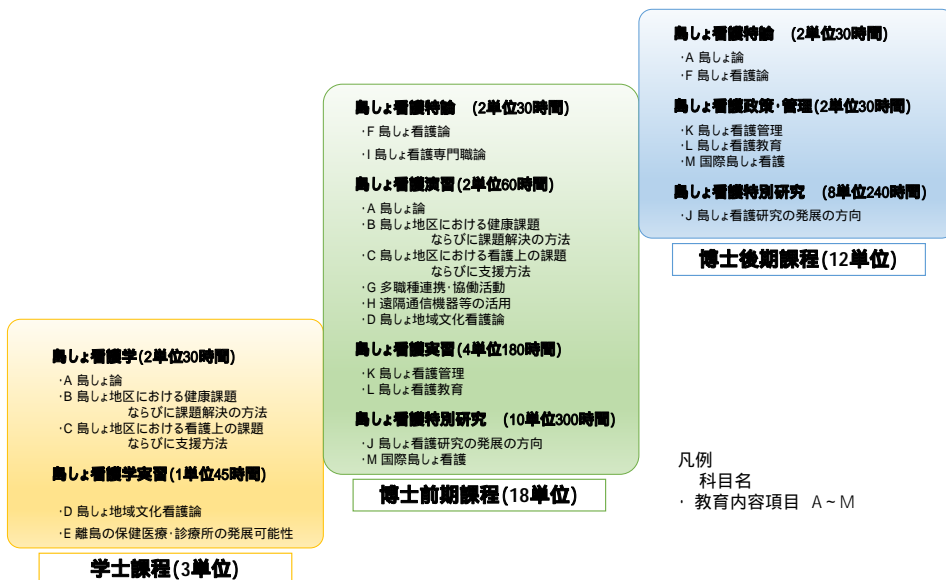 島しょ看護学(2単位30時間)
・A 島しょ論
・B 島しょ地区における健康課題
ならびに課題解決の方法
・C 島しょ地区における看護上の課題
ならびに支援方法
島しょ看護学実習(1単位45時間)
・D 島しょ地域文化看護論
・E 離島の保健医療・診療所の発展可能性
学士課程(3単位)
島しょ看護特論 (2単位30時間)
・F 島しょ看護論
・I 島しょ看護専門職論
島しょ看護演習(2単位60時間)
・A 島しょ論
・B 島しょ地区における健康課題
ならびに課題解決の方法
・C 島しょ地区における看護上の課題
ならびに支援方法
・G 多職種連携・協働活動
・H 遠隔通信機器等の活用
・D 島しょ地域文化看護論
島しょ看護実習(4単位180時間)
・K 島しょ看護管理
・L 島しょ看護教育
島しょ看護特別研究 (10単位300時間)
・J 島しょ看護研究の発展の方向
・M 国際島しょ看護
博士前期課程(18単位)
島しょ看護特論 (2単位30時間)
・A 島しょ論
・F 島しょ看護論
島しょ看護政策・管理(2単位30時間)
・K 島しょ看護管理
・L 島しょ看護教育
・M 国際島しょ看護
島しょ看護特別研究 (8単位240時間)
・J 島しょ看護研究の発展の方向
博士後期課程(12単位)
凡例
科目名
・ 教育内容項目 A～M